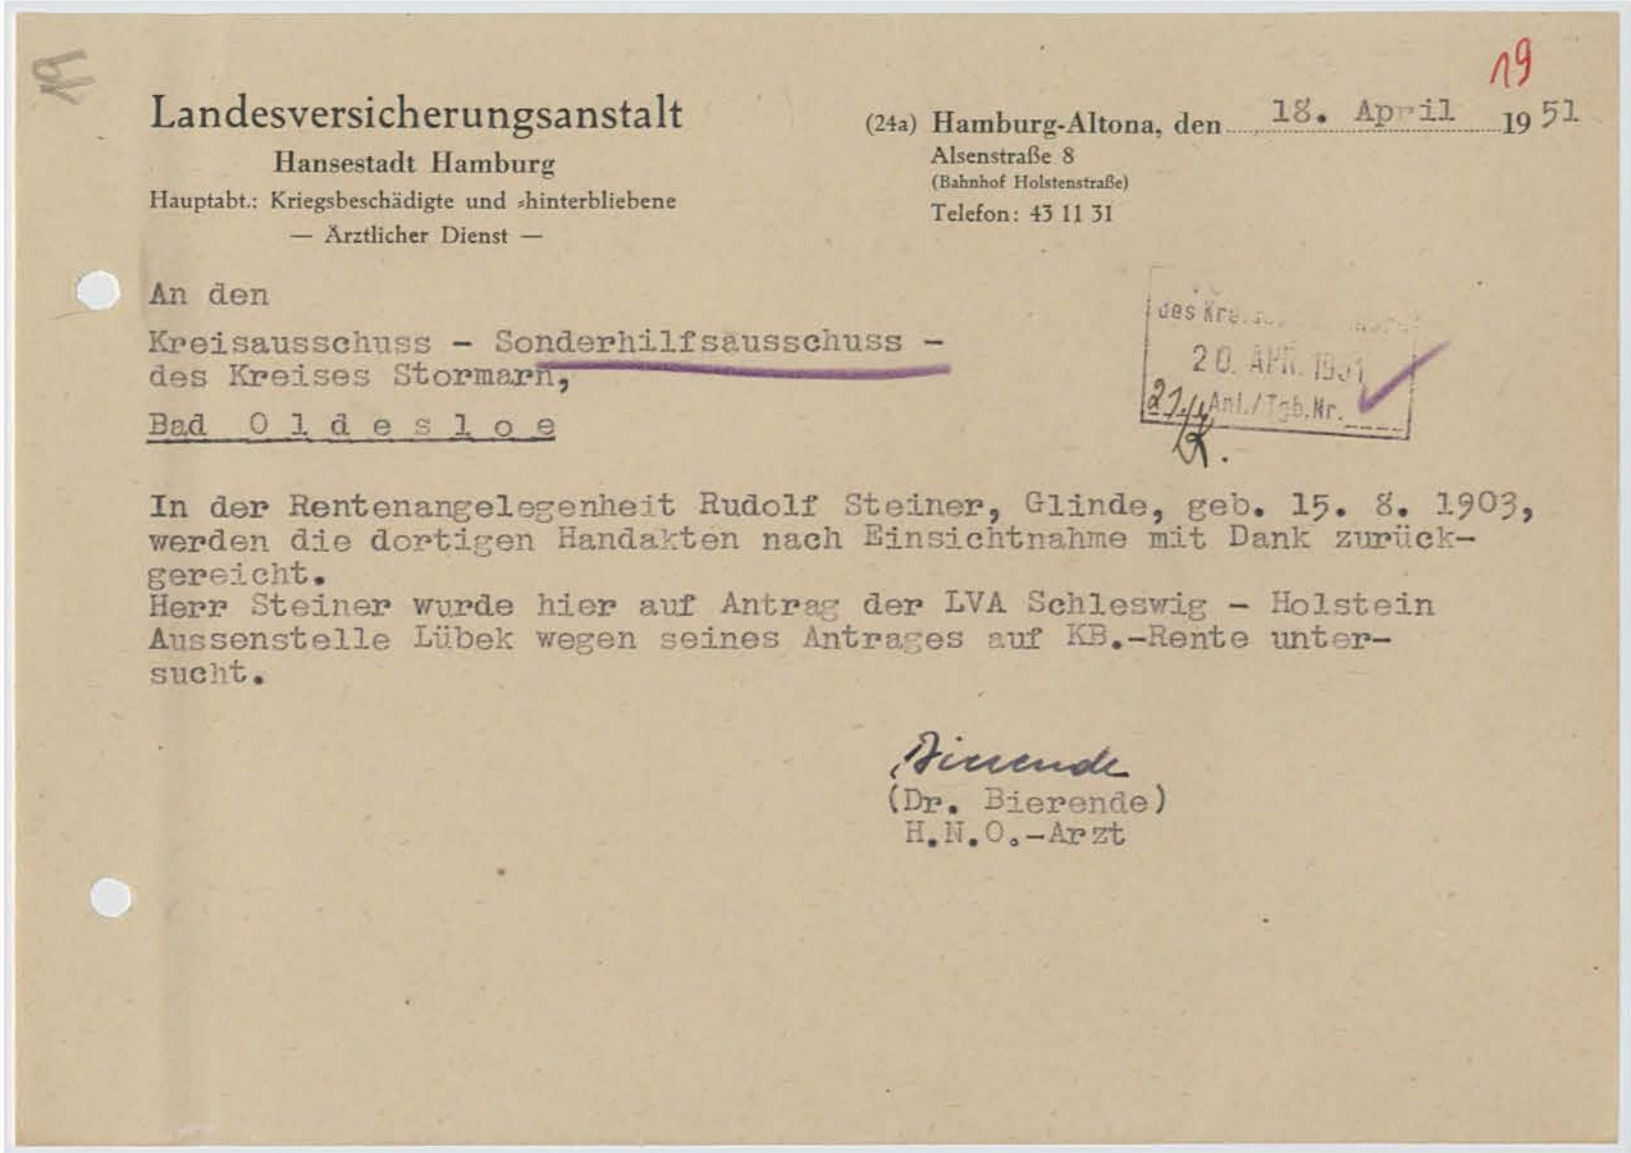 19
Landesversicherungsanstalt
Hansestadt Hamburg
Hauptabt.: Kriegsbeschädigte und -hinterbliebene
— Ärztlicher Dienst —
(24a) Hamburg-Altona, den 18. April 1951
Alsenstraße 8
(Bahnhof Holstenstraße)
Telefon: 43 11 31
An den
Kreisausschuss - Sonderhilfsausschuss -
des Kreises Stormarn,
Bad O l d e s l o e
des
20. APR. 1951
Anl./Tgb.Nr.
In der Rentenangelegenheit Rudolf Steiner, Glinde, geb. 15. 8. 1903,
werden die dortigen Handakten nach Einsichtnahme mit Dank zurück-
gereicht.
Herr Steiner wurde hier auf Antrag der LVA Schleswig - Holstein
Aussenstelle Lübek wegen seines Antrages auf KB.-Rente unter-
sucht.
Bierende
(Dr. Bierende)
H.N.O.-Arzt